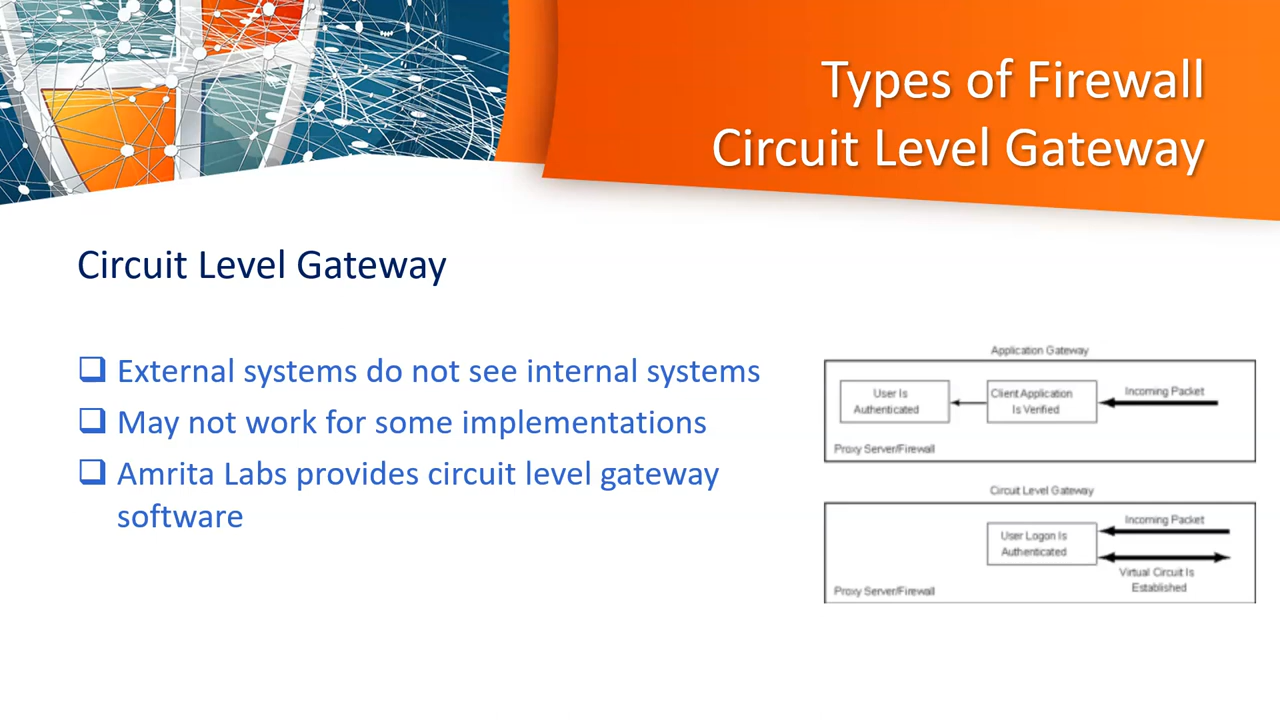 Types of Firewall
Circuit Level Gateway
Circuit Level Gateway
External systems do not see internal systems
May not work for some implementations
Amrita Labs provides circuit level gateway
software
Application Gateway
User Is
Authenticated
Client Application
Is Verified
Incoming Packet
Proxy Server/Firewall
Circuit Level Gateway
User Logon Is
Authenticated
Incoming Packet
Virtual Circuit Is
Established
Proxy Server/Firewall